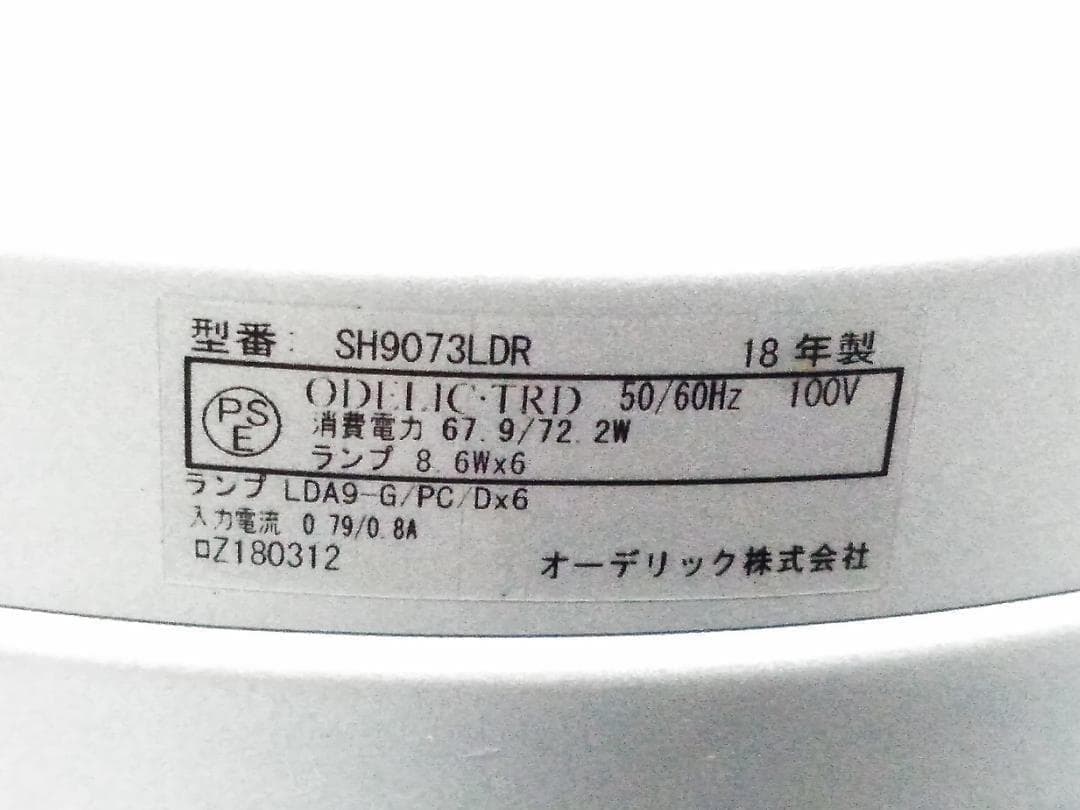 型番: SH9073LDR 18年製
PSE ODELIC・TRD 50/60Hz 100V
消費電力 67.9/72.2W
ランプ 8.6Wx6
ランプ LDA9-G/PC/Dx6
入力電流 0.79/0.8A
ロZ180312 オーデリック株式会社